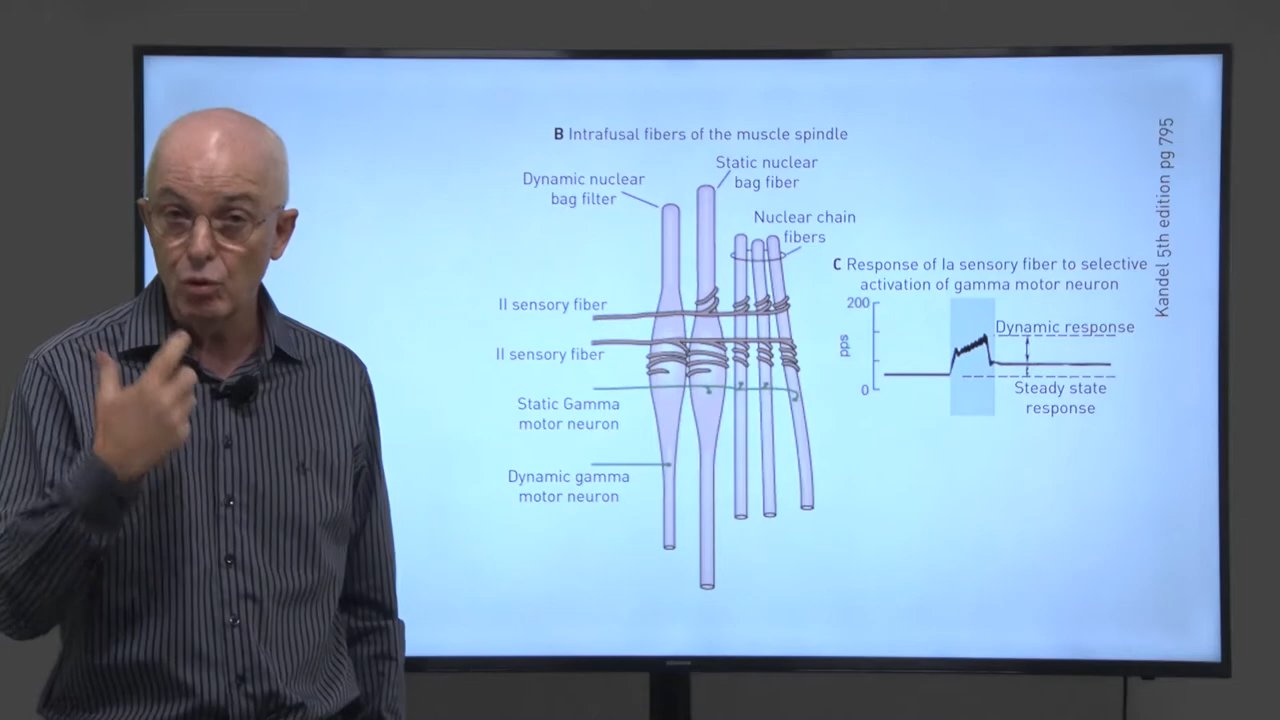 B Intrafusal fibers of the muscle spindle
Static nuclear
bag fiber
Dynamic nuclear
bag filter
Nuclear chain
fibers
II sensory fiber
II sensory fiber
Static Gamma
motor neuron
Dynamic gamma
motor neuron
C Response of Ia sensory fiber to selective
activation of gamma motor neuron
200
pps
0
Dynamic response
Steady state
response
Kandel 5th edition pg 795